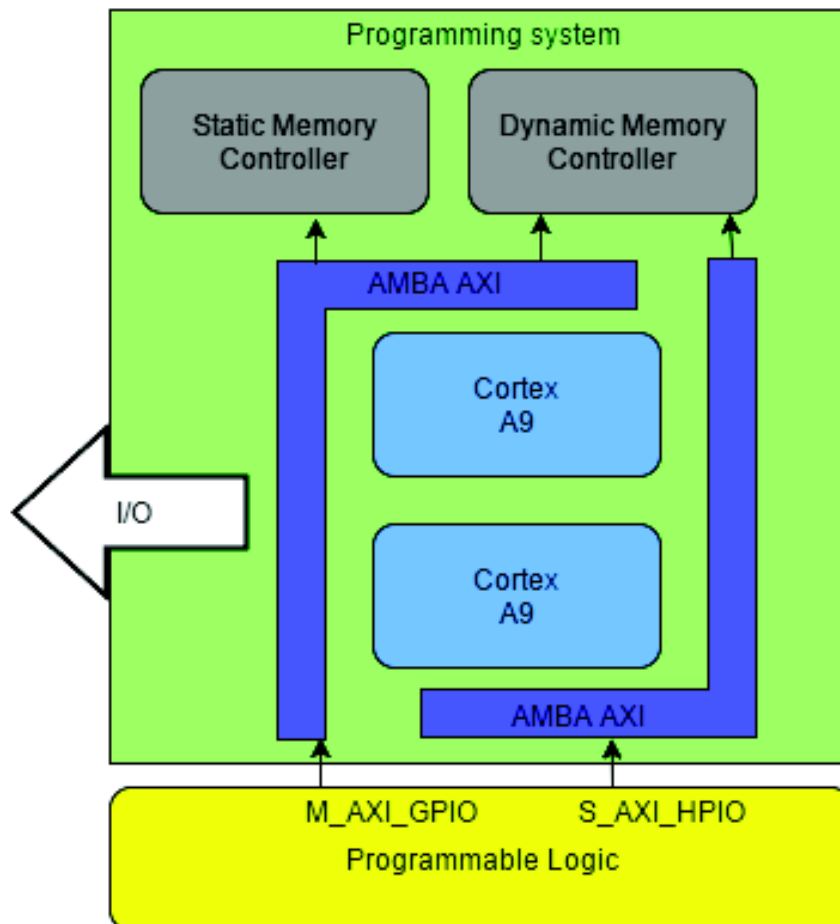 Programming system
Static Memory
Controller
Dynamic Memory
Controller
AMBA AXI
Cortex
A9
I/O
Cortex
A9
AMBA AXI
M_AXI_GPIO
S_AXI_HPIO
Programmable Logic